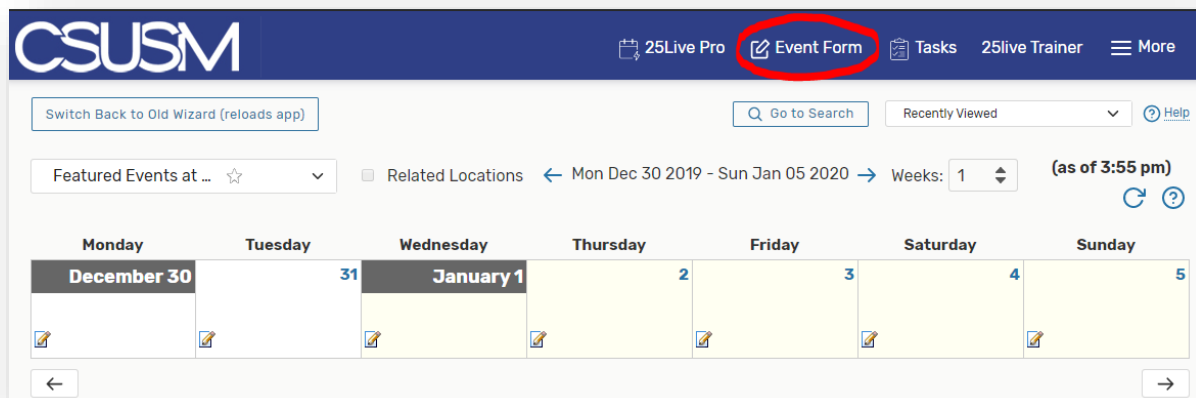 CSUSM 25Live Pro Event Form Tasks 25live Trainer More
Switch Back to Old Wizard (reloads app) Go to Search Recently Viewed Help
Featured Events at ... Related Locations Mon Dec 30 2019 - Sun Jan 05 2020 Weeks: 1 (as of 3:55 pm)
Monday Tuesday Wednesday Thursday Friday Saturday Sunday
December 30 31 January 1 2 3 4 5